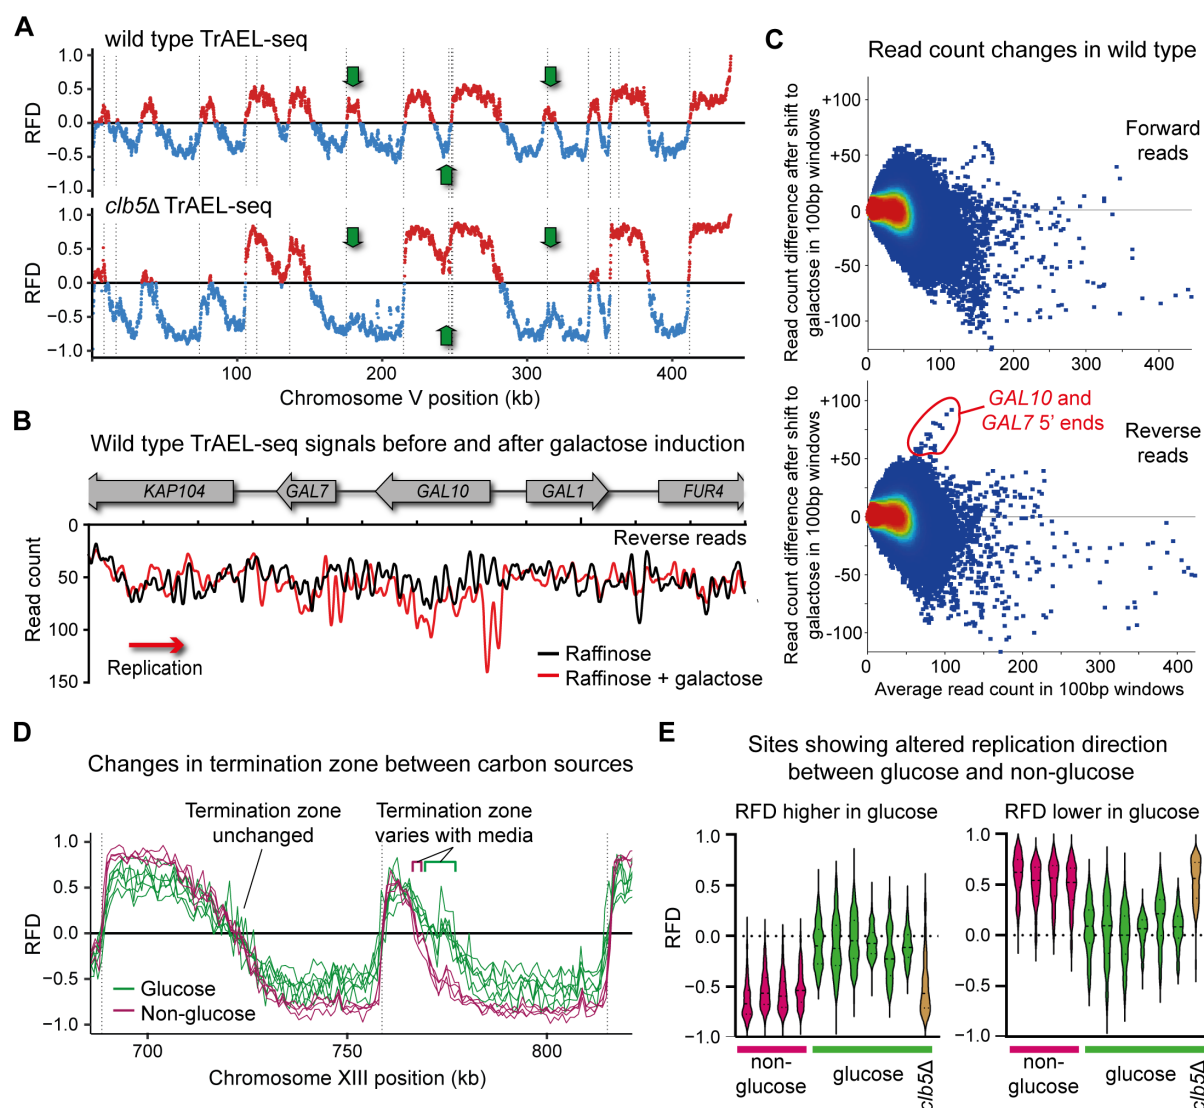 A
wild type TrAEL-seq
1.0
0.5
0.0
−0.5
−1.0
RFD
clb5Δ TrAEL-seq
1.0
0.5
0.0
−0.5
−1.0
RFD
100
200
300
400
Chromosome V position (kb)
B
Wild type TrAEL-seq signals before and after galactose induction
KAP104
GAL7
GAL10
GAL1
FUR4
0
50
100
150
Read count
Reverse reads
Replication
Raffinose
Raffinose + galactose
C
Read count changes in wild type
Read count difference after shift to
galactose in 100bp windows
+100
+50
0
-50
-100
Forward
reads
0
100
200
300
400
Read count difference after shift to
galactose in 100bp windows
+100
+50
0
-50
-100
GAL10 and
GAL7 5' ends
Reverse
reads
0
100
200
300
400
Average read count in 100bp windows
D
Changes in termination zone between carbon sources
Termination zone
unchanged
Termination zone
varies with media
1.0
0.5
0.0
−0.5
−1.0
RFD
Glucose
Non-glucose
700
750
800
Chromosome XIII position (kb)
E
Sites showing altered replication direction
between glucose and non-glucose
RFD higher in glucose
1.0
0.5
0.0
−0.5
−1.0
RFD
non-
glucose
glucose
clb5Δ
RFD lower in glucose
1.0
0.5
0.0
−0.5
−1.0
non-
glucose
glucose
clb5Δ